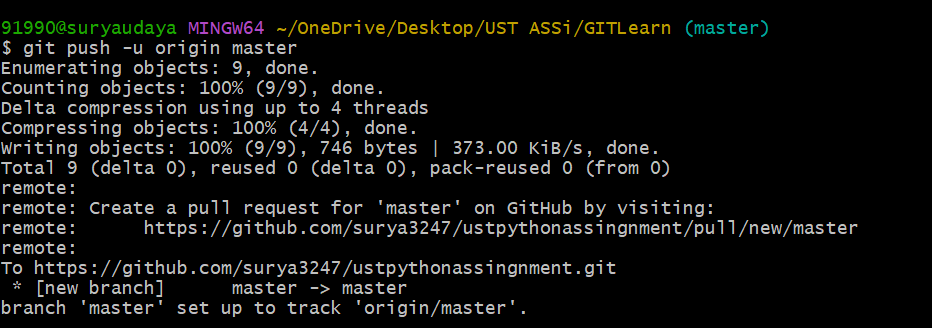 91990@suryaudaya MINGW64 ~/OneDrive/Desktop/UST ASSi/GITLearn (master)
$ git push -u origin master
Enumerating objects: 9, done.
Counting objects: 100% (9/9), done.
Delta compression using up to 4 threads
Compressing objects: 100% (4/4), done.
Writing objects: 100% (9/9), 746 bytes | 373.00 KiB/s, done.
Total 9 (delta 0), reused 0 (delta 0), pack-reused 0 (from 0)
remote:
remote: Create a pull request for 'master' on GitHub by visiting:
remote:      https://github.com/surya3247/ustpythonassingnment/pull/new/master
remote:
To https://github.com/surya3247/ustpythonassingnment.git
 * [new branch]      master -> master
branch 'master' set up to track 'origin/master'.